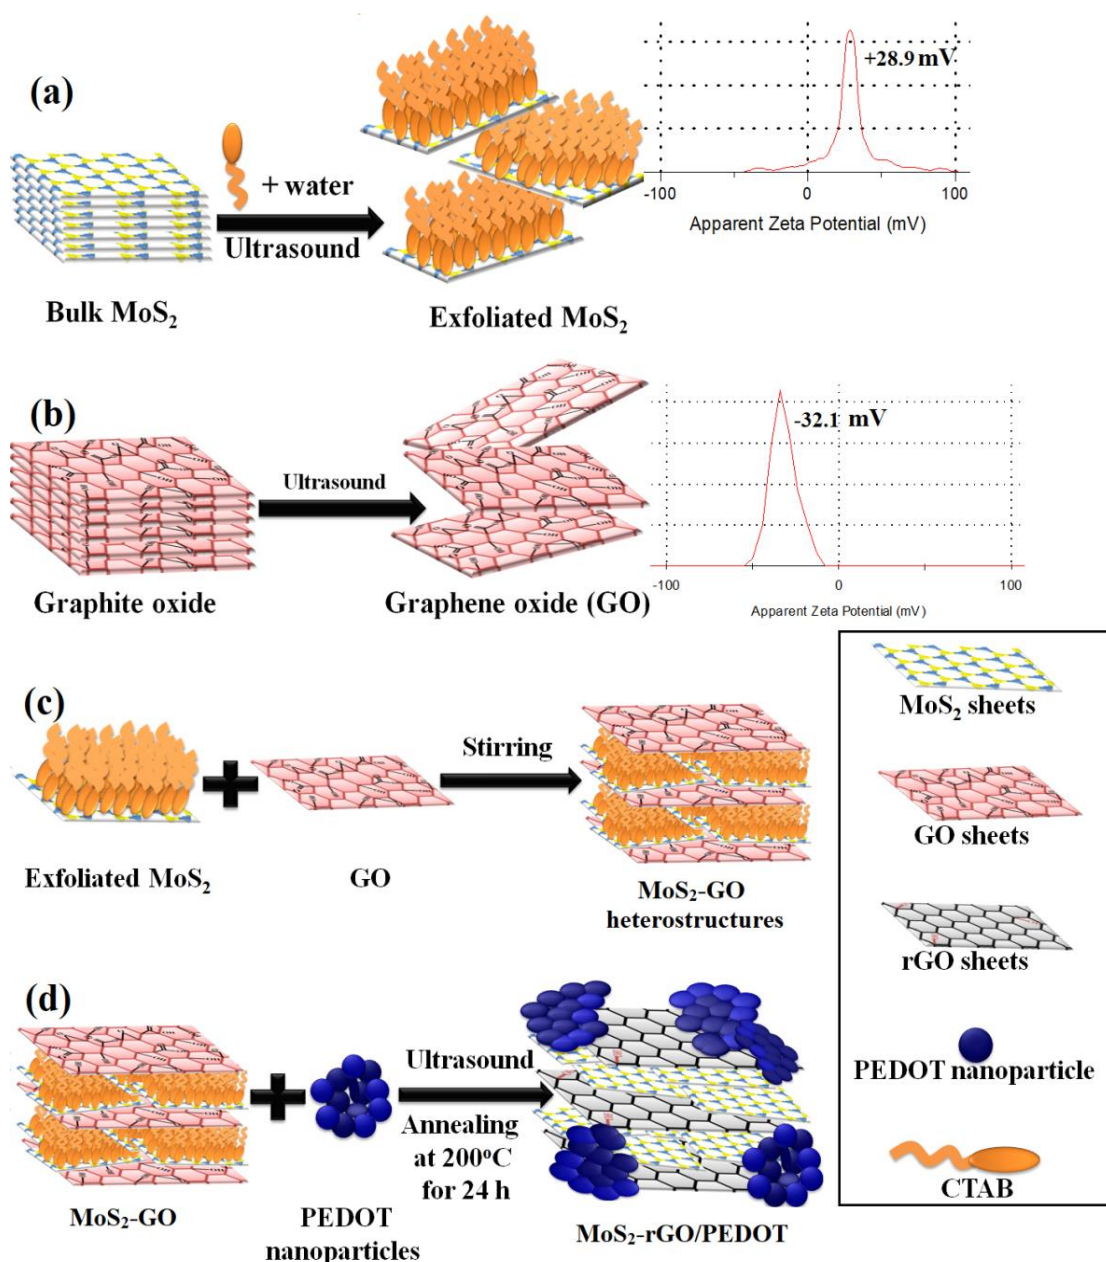 (a)
+ water
Ultrasound
Bulk MoS₂
Exfoliated MoS₂
+28.9 mV
-100
0
100
Apparent Zeta Potential (mV)
(b)
Ultrasound
Graphite oxide
Graphene oxide (GO)
-32.1 mV
-100
0
100
Apparent Zeta Potential (mV)
(c)
Stirring
Exfoliated MoS₂
GO
MoS₂-GO
heterostructures
(d)
Ultrasound
Annealing
at 200°C
for 24 h
MoS₂-GO
PEDOT
nanoparticles
MoS₂-rGO/PEDOT
MoS₂ sheets
GO sheets
rGO sheets
PEDOT nanoparticle
CTAB